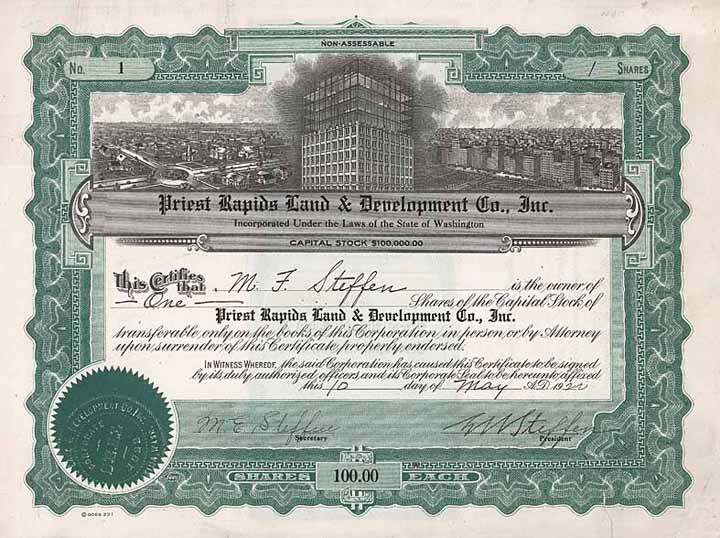 NON-ASSESSABLE
No. 1
1 SHARES
Priest Rapids Land & Development Co., Inc.
Incorporated Under the Laws of the State of Washington
CAPITAL STOCK $100,000.00
This Certifies that M. F. Steffen is the owner of
One Shares of the Capital Stock of
Priest Rapids Land & Development Co., Inc.
transferable only on the books of this Corporation in person or by Attorney
upon surrender of this Certificate properly endorsed.
IN WITNESS WHEREOF, the said Corporation has caused this Certificate to be signed
by its duly authorized officers and its Corporate Seal to be hereunto affixed
this 10 day of May A.D. 192
M. E. Steffen
Steffen
Secretary
President
SHARES 100.00 EACH
© GOES 291